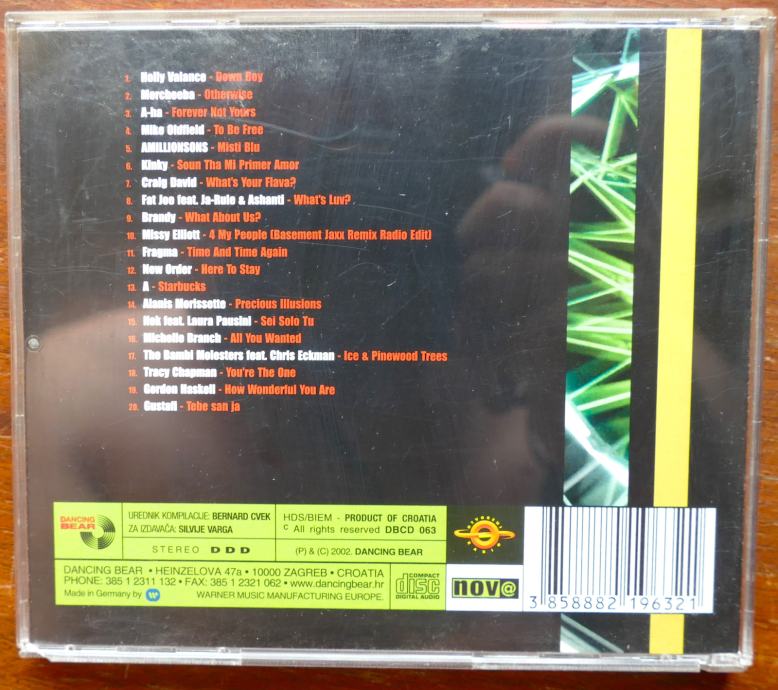 1. Holly Valance - Down Boy
2. Morcheeba - Otherwise
3. A-ha - Forever Not Yours
4. Mike Oldfield - To Be Free
5. AMILLIONSONS - Misti Blu
6. Kinky - Soun Tha Mi Primer Amor
7. Craig David - What's Your Flava?
8. Fat Joe feat. Ja-Rule & Ashanti - What's Luv?
9. Brandy - What About Us?
10. Missy Elliott - 4 My People (Basement Jaxx Remix Radio Edit)
11. Fragma - Time And Time Again
12. New Order - Here To Stay
13. A - Starbucks
14. Alanis Morissette - Precious Illusions
15. Nek feat. Laura Pausini - Sei Solo Tu
16. Michelle Branch - All You Wanted
17. The Bambi Molesters feat. Chris Eckman - Ice & Pinewood Trees
18. Tracy Chapman - You're The One
19. Gordon Haskell - How Wonderful You Are
20. Gustafi - Tebe san ja
DANCING BEAR
UREDNIK KOMPILACIJE: BERNARD CVEK
ZA IZDAVAČA: SILVIJE VARGA
STEREO DDD
HDS/BIEM - PRODUCT OF CROATIA
© All rights reserved DBCD 063
(P) & (C) 2002. DANCING BEAR
DANCING BEAR • HEINZELOVA 47a • 10000 ZAGREB • CROATIA
PHONE: 385 1 2311 132 • FAX: 385 1 2321 062 • www.dancingbear.hr
Made in Germany by WARNER MUSIC MANUFACTURING EUROPE.
COMPACT
disc
DIGITAL AUDIO
nov@
3 858882 196321